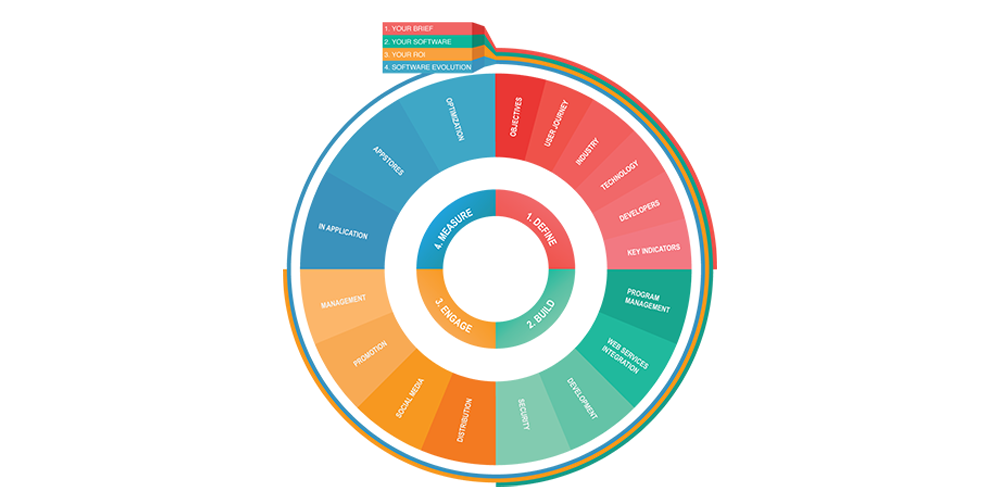 1. YOUR BRIEF
2. YOUR SOFTWARE
3. YOUR ROI
4. SOFTWARE EVOLUTION
OBJECTIVES
USER JOURNEY
INDUSTRY
TECHNOLOGY
DEVELOPERS
KEY INDICATORS
PROGRAM
MANAGEMENT
WEB SERVICES
INTEGRATION
DEVELOPMENT
SECURITY
DISTRIBUTION
SOCIAL MEDIA
PROMOTION
MANAGEMENT
IN APPLICATION
APPSTORES
OPTIMIZATION
1. DEFINE
2. BUILD
3. ENGAGE
4. MEASURE